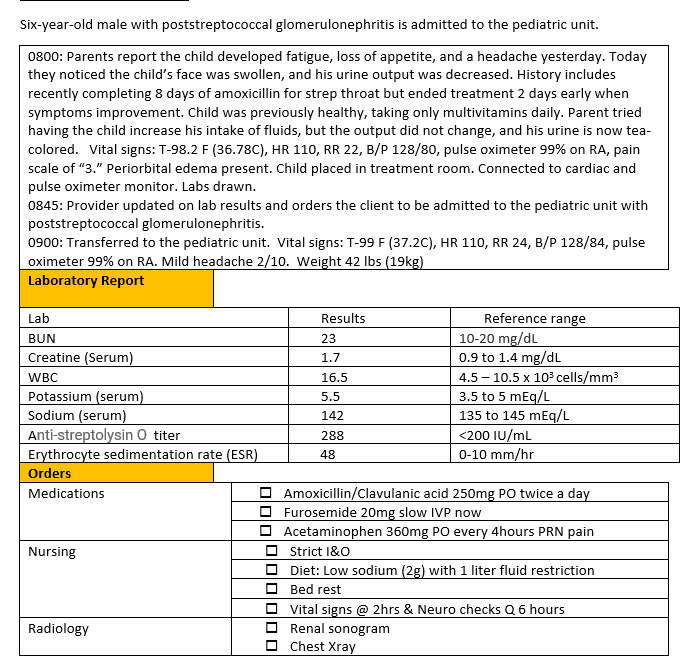 Six-year-old male with poststreptococcal glomerulonephritis is admitted to the pediatric unit.
0800: Parents report the child developed fatigue, loss of appetite, and a headache yesterday. Today
they noticed the child's face was swollen, and his urine output was decreased. History includes
recently completing 8 days of amoxicillin for strep throat but ended treatment 2 days early when
symptoms improvement. Child was previously healthy, taking only multivitamins daily. Parent tried
having the child increase his intake of fluids, but the output did not change, and his urine is now tea-
colored. Vital signs: T-98.2 F (36.78C), HR 110, RR 22, B/P 128/80, pulse oximeter 99% on RA, pain
scale of "3." Periorbital edema present. Child placed in treatment room. Connected to cardiac and
pulse oximeter monitor. Labs drawn.
0845: Provider updated on lab results and orders the client to be admitted to the pediatric unit with
poststreptococcal glomerulonephritis.
0900: Transferred to the pediatric unit. Vital signs: T-99 F (37.2C), HR 110, RR 24, B/P 128/84, pulse
oximeter 99% on RA. Mild headache 2/10. Weight 42 lbs (19kg)
Laboratory Report
Lab Results Reference range
BUN 23 10-20 mg/dL
Creatine (Serum) 1.7 0.9 to 1.4 mg/dL
WBC 16.5 4.5 – 10.5 x 10³ cells/mm³
Potassium (serum) 5.5 3.5 to 5 mEq/L
Sodium (serum) 142 135 to 145 mEq/L
Anti-streptolysin O titer 288 <200 IU/mL
Erythrocyte sedimentation rate (ESR) 48 0-10 mm/hr
Orders
Medications ☐ Amoxicillin/Clavulanic acid 250mg PO twice a day
☐ Furosemide 20mg slow IVP now
☐ Acetaminophen 360mg PO every 4hours PRN pain
Nursing ☐ Strict I&O
☐ Diet: Low sodium (2g) with 1 liter fluid restriction
☐ Bed rest
☐ Vital signs @ 2hrs & Neuro checks Q 6 hours
Radiology ☐ Renal sonogram
☐ Chest Xray